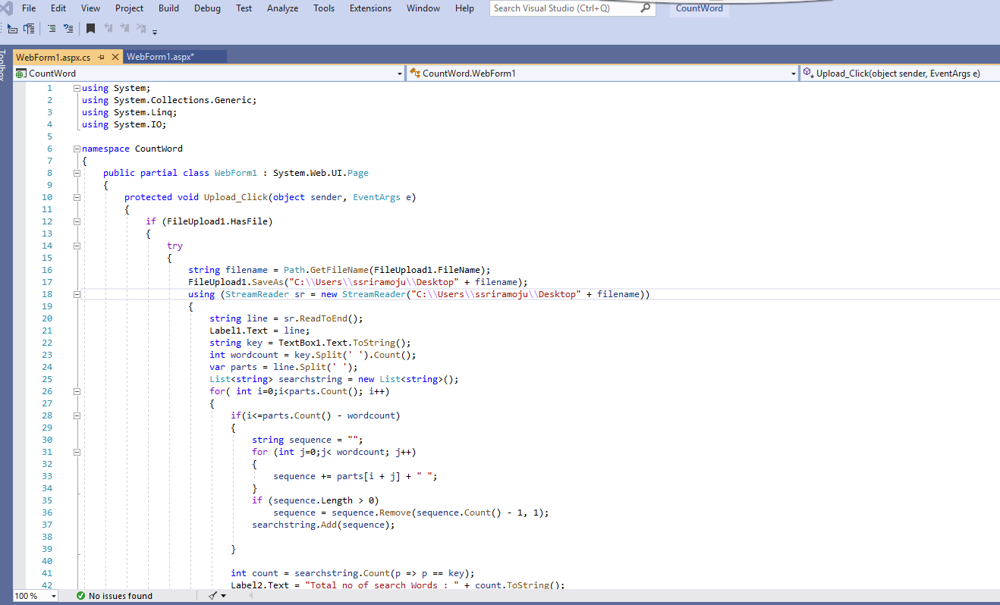 File Edit View Project Build Debug Test Analyze Tools Extensions Window Help Search Visual Studio (Ctrl+Q) CountWord
Toolbox
WebForm1.aspx.cs WebForm1.aspx*
CountWord CountWord.WebForm1 Upload_Click(object sender, EventArgs e)
1 using System;
2 using System.Collections.Generic;
3 using System.Linq;
4 using System.IO;
5
6 namespace CountWord
7 {
8 public partial class WebForm1 : System.Web.UI.Page
9 {
10 protected void Upload_Click(object sender, EventArgs e)
11 {
12 if (FileUpload1.HasFile)
13 {
14 try
15 {
16 string filename = Path.GetFileName(FileUpload1.FileName);
17 FileUpload1.SaveAs("C:\\Users\\ssriramoju\\Desktop" + filename);
18 using (StreamReader sr = new StreamReader("C:\\Users\\ssriramoju\\Desktop" + filename))
19 {
20 string line = sr.ReadToEnd();
21 Label1.Text = line;
22 string key = TextBox1.Text.ToString();
23 int wordcount = key.Split(' ').Count();
24 var parts = line.Split(' ');
25 List<string> searchstring = new List<string>();
26 for( int i=0;i<parts.Count(); i++)
27 {
28 if(i<=parts.Count() - wordcount)
29 {
30 string sequence = "";
31 for (int j=0;j< wordcount; j++)
32 {
33 sequence += parts[i + j] + " ";
34 }
35 if (sequence.Length > 0)
36 sequence = sequence.Remove(sequence.Count() - 1, 1);
37 searchstring.Add(sequence);
38
39 }
40
41 int count = searchstring.Count(p => p == key);
42 Label2.Text = "Total no of search Words : " + count.ToString();
100 % No issues found